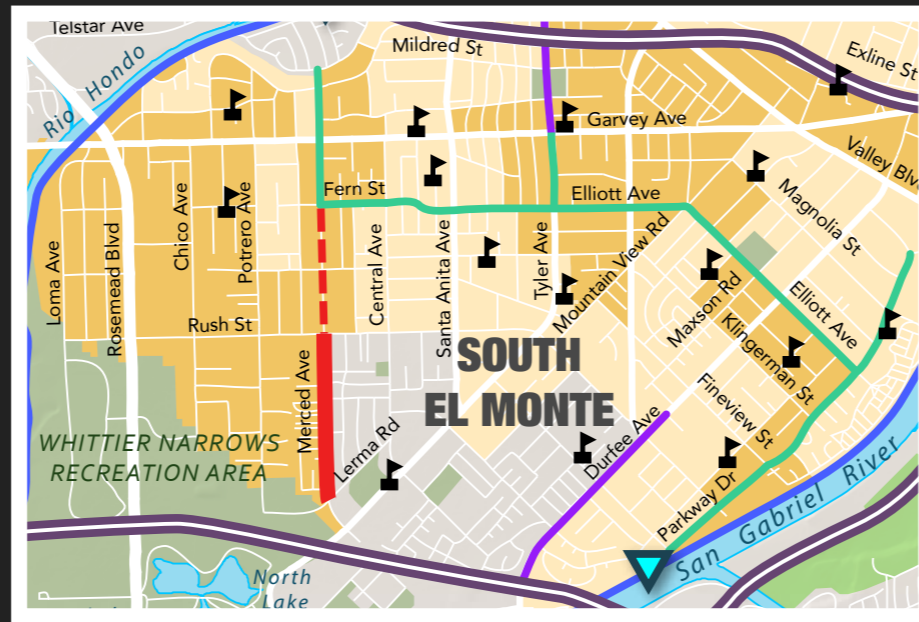 Telstar Ave
Mildred St
Exline St
Rio Hondo
Garvey Ave
Valley Blv
Fern St
Elliott Ave
Magnolia St
Loma Ave
Rosemead Blvd
Chico Ave
Potrero Ave
Central Ave
Santa Anita Ave
Tyler Ave
Mountain View Rd
Maxson Rd
Elliott Ave
Rush St
Klingerman St
SOUTH
EL MONTE
Merced Ave
Fineview St
WHITTIER NARROWS
RECREATION AREA
Lerma Rd
Durfee Ave
Parkway Dr
San Gabriel River
North
Lake